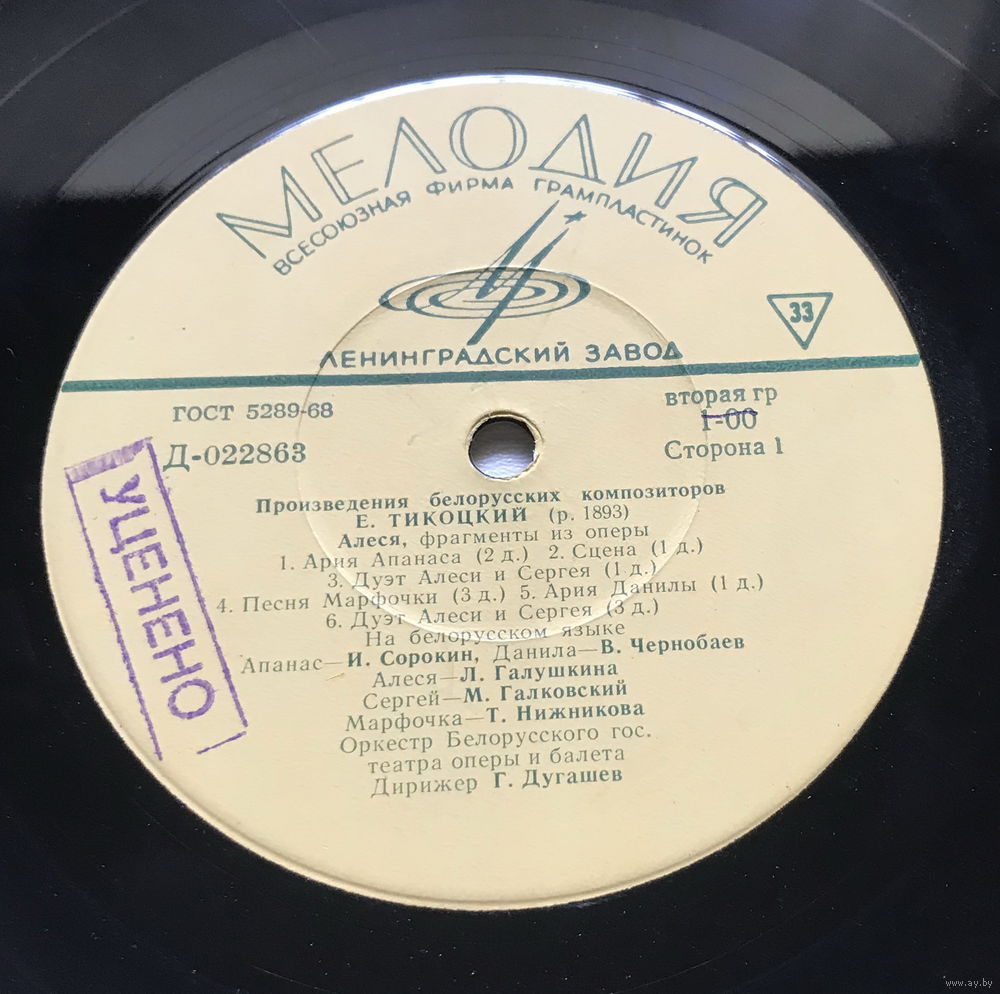 МЕЛОДИЯ
ВСЕСОЮЗНАЯ ФИРМА ГРАМПЛАСТИНОК
33
ЛЕНИНГРАДСКИЙ ЗАВОД
ГОСТ 5289-68
вторая гр
1-00
Д-022863
Сторона 1
УЦЕНЕНО
Произведения белорусских композиторов
Е. ТИКОЦКИЙ (р. 1893)
Алеся, фрагменты из оперы
1. Ария Апанаса (2 д.) 2. Сцена (1 д.)
3. Дуэт Алеси и Сергея (1 д.)
4. Песня Марфочки (3 д.) 5. Ария Данилы (1 д.)
6. Дуэт Алеси и Сергея (3 д.)
На белорусском языке
Апанас—И. Сорокин, Данила—В. Чернобаев
Алеся—Л. Галушкина
Сергей—М. Галковский
Марфочка—Т. Нижникова
Оркестр Белорусского гос.
театра оперы и балета
Дирижер Г. Дугашев
www.ay.by